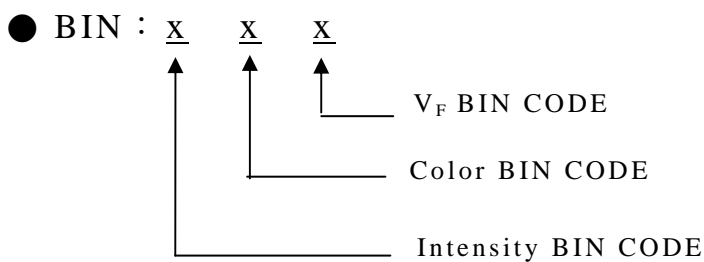 ● BIN : x x x
V_F BIN CODE
Color BIN CODE
Intensity BIN CODE